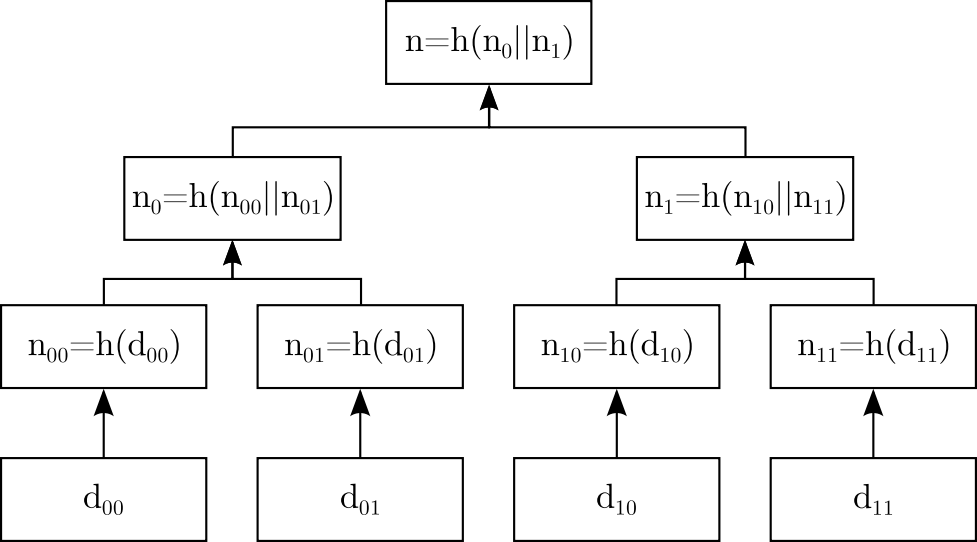 n=h(n₀||n₁)
n₀=h(n₀₀||n₀₁)
n₁=h(n₁₀||n₁₁)
n₀₀=h(d₀₀)
n₀₁=h(d₀₁)
n₁₀=h(d₁₀)
n₁₁=h(d₁₁)
d₀₀
d₀₁
d₁₀
d₁₁